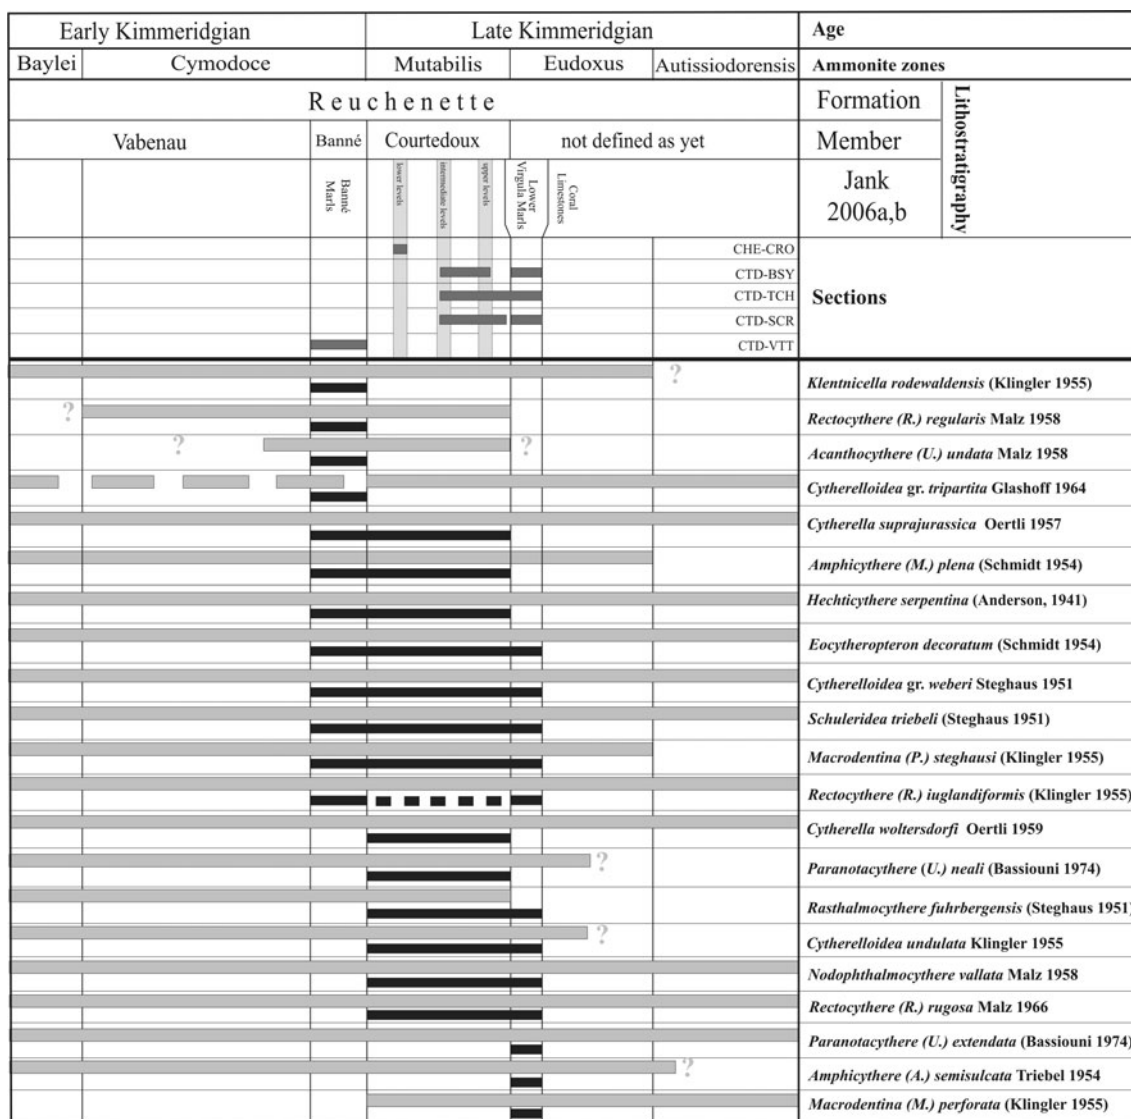 Early Kimmeridgian Late Kimmeridgian Age
Baylei Cymodoce Mutabilis Eudoxus Autissiodorensis Ammonite zones
Reuchenette Formation
Lithostratigraphy
Vabenau Banné Courtedoux not defined as yet Member
Banné
Marls
lower levels
intermediate levels
upper levels
Lower
Virgula Marls
Coral
Limestones
Jank
2006a,b
CHE-CRO
CTD-BSY
CTD-TCH
CTD-SCR
CTD-VTT
Sections
?
Klentnicella rodewaldensis (Klingler 1955)
?
Rectocythere (R.) regularis Malz 1958
? ?
Acanthocythere (U.) undata Malz 1958
Cytherelloidea gr. tripartita Glashoff 1964
Cytherella suprajurassica Oertli 1957
Amphicythere (M.) plena (Schmidt 1954)
Hechticythere serpentina (Anderson, 1941)
Eocytheropteron decoratum (Schmidt 1954)
Cytherelloidea gr. weberi Steghaus 1951
Schuleridea triebeli (Steghaus 1951)
Macrodentina (P.) steghausi (Klingler 1955)
Rectocythere (R.) iuglandiformis (Klingler 1955)
Cytherella woltersdorfi Oertli 1959
?
Paranotacythere (U.) neali (Bassiouni 1974)
Rasthalmocythere fuhrbergensis (Steghaus 1951)
?
Cytherelloidea undulata Klingler 1955
Nodophthalmocythere vallata Malz 1958
Rectocythere (R.) rugosa Malz 1966
Paranotacythere (U.) extendata (Bassiouni 1974)
?
Amphicythere (A.) semisulcata Triebel 1954
Macrodentina (M.) perforata (Klingler 1955)